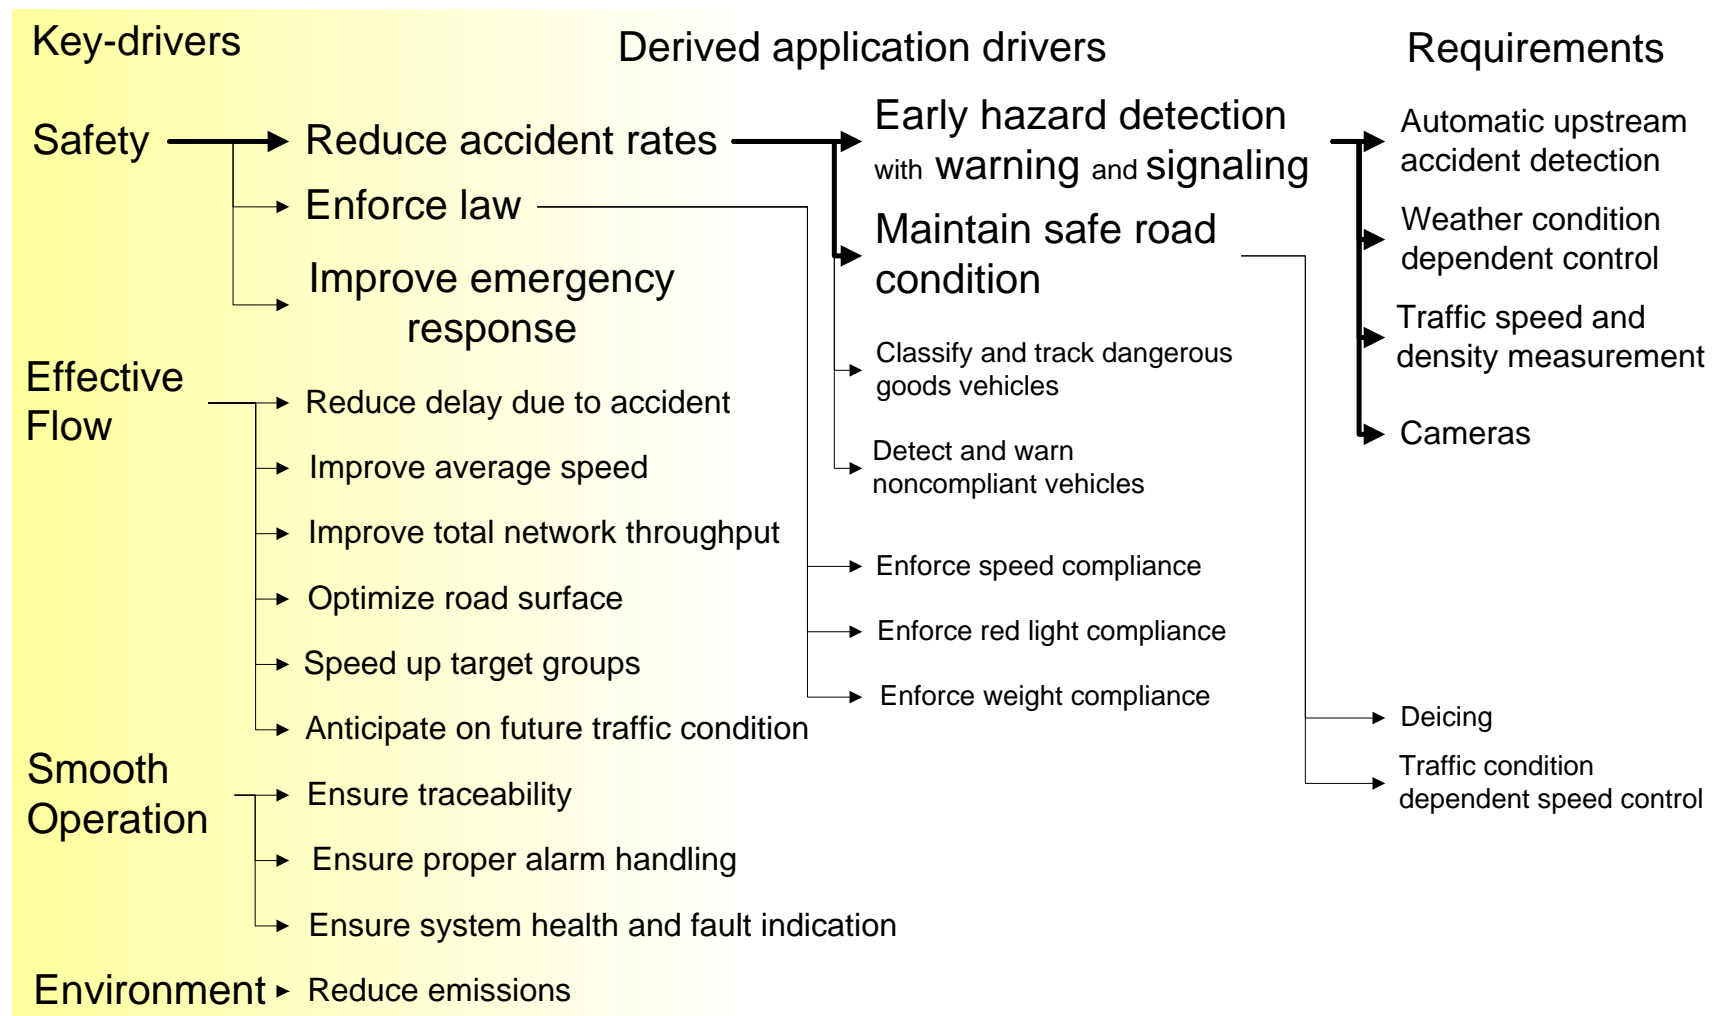 Key-drivers
Derived application drivers
Requirements
Safety
Reduce accident rates
Enforce law
Improve emergency
response
Early hazard detection
with warning and signaling
Maintain safe road
condition
Classify and track dangerous
goods vehicles
Detect and warn
noncompliant vehicles
Enforce speed compliance
Enforce red light compliance
Enforce weight compliance
Automatic upstream
accident detection
Weather condition
dependent control
Traffic speed and
density measurement
Cameras
Deicing
Traffic condition
dependent speed control
Effective
Flow
Reduce delay due to accident
Improve average speed
Improve total network throughput
Optimize road surface
Speed up target groups
Anticipate on future traffic condition
Smooth
Operation
Ensure traceability
Ensure proper alarm handling
Ensure system health and fault indication
Environment
Reduce emissions